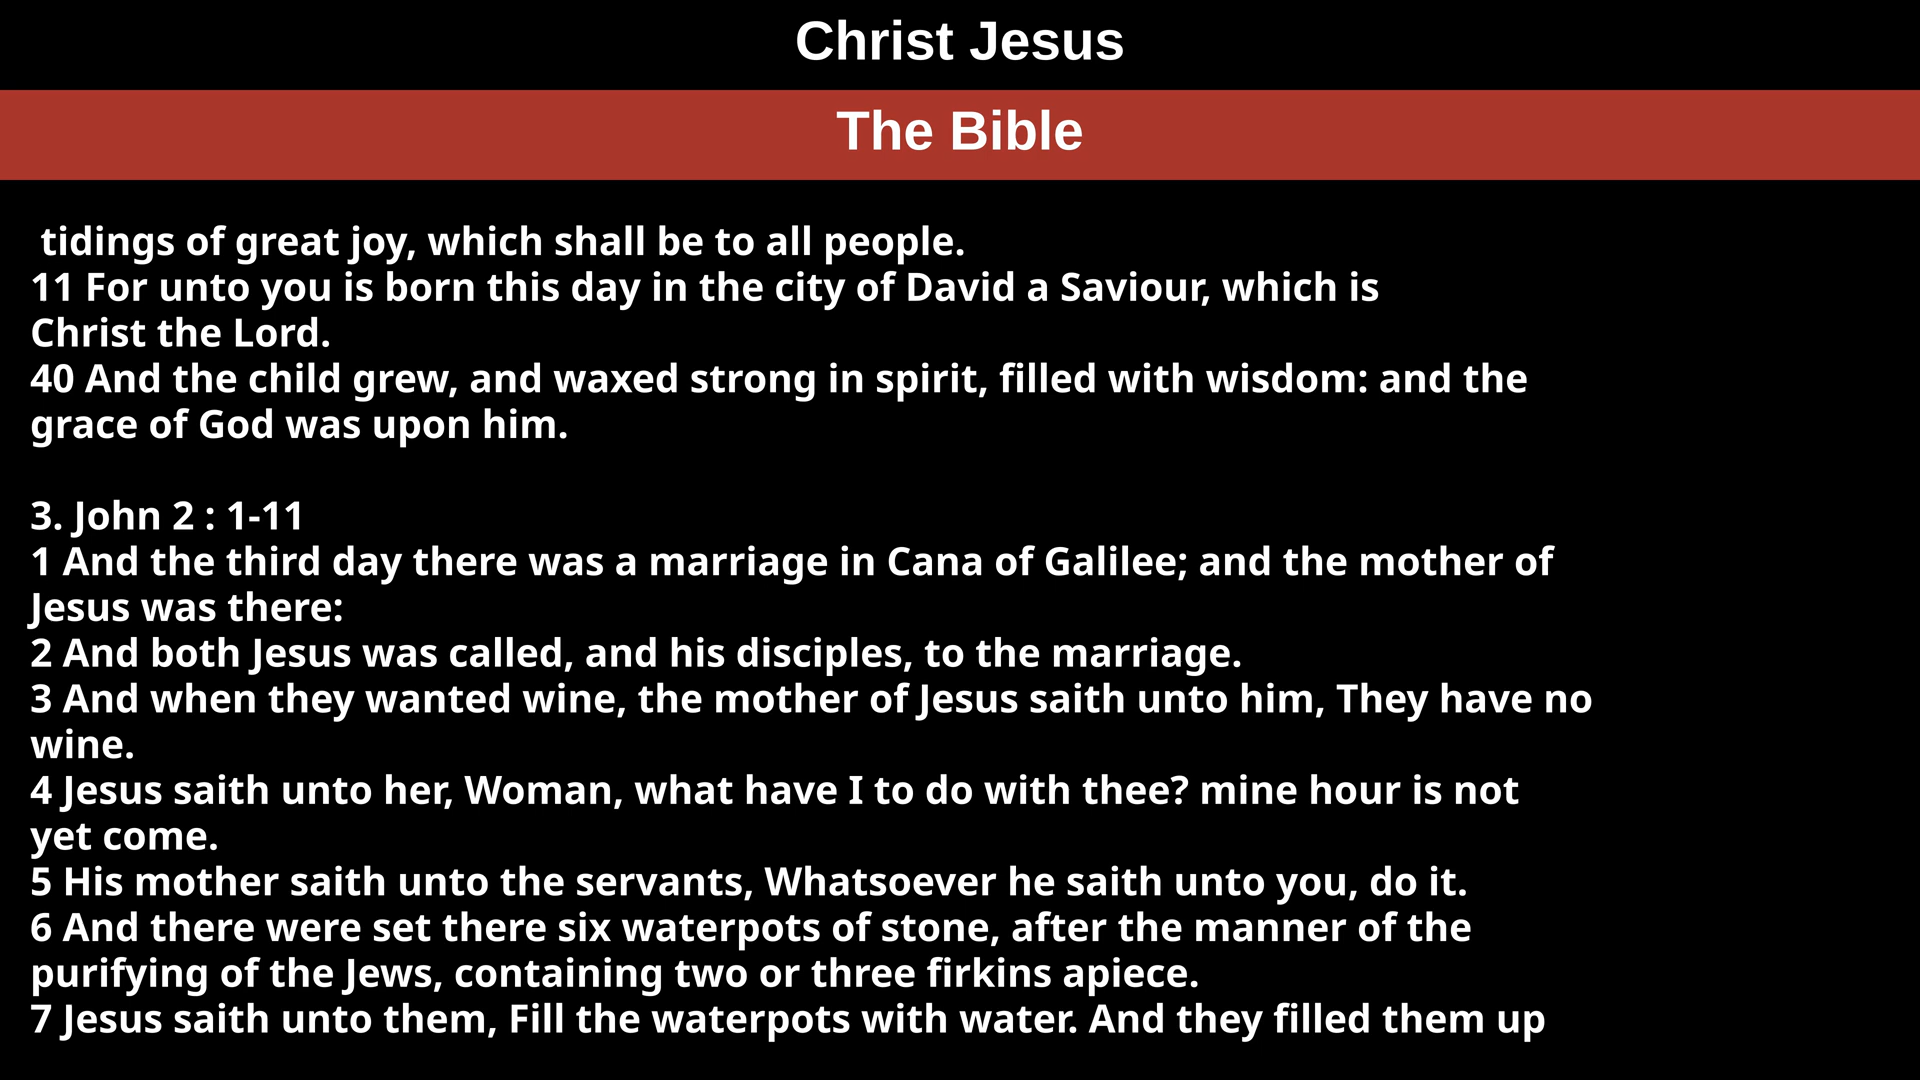 Christ Jesus
The Bible
tidings of great joy, which shall be to all people.
11 For unto you is born this day in the city of David a Saviour, which is
Christ the Lord.
40 And the child grew, and waxed strong in spirit, filled with wisdom: and the
grace of God was upon him.
3. John 2 : 1-11
1 And the third day there was a marriage in Cana of Galilee; and the mother of
Jesus was there:
2 And both Jesus was called, and his disciples, to the marriage.
3 And when they wanted wine, the mother of Jesus saith unto him, They have no
wine.
4 Jesus saith unto her, Woman, what have I to do with thee? mine hour is not
yet come.
5 His mother saith unto the servants, Whatsoever he saith unto you, do it.
6 And there were set there six waterpots of stone, after the manner of the
purifying of the Jews, containing two or three firkins apiece.
7 Jesus saith unto them, Fill the waterpots with water. And they filled them up